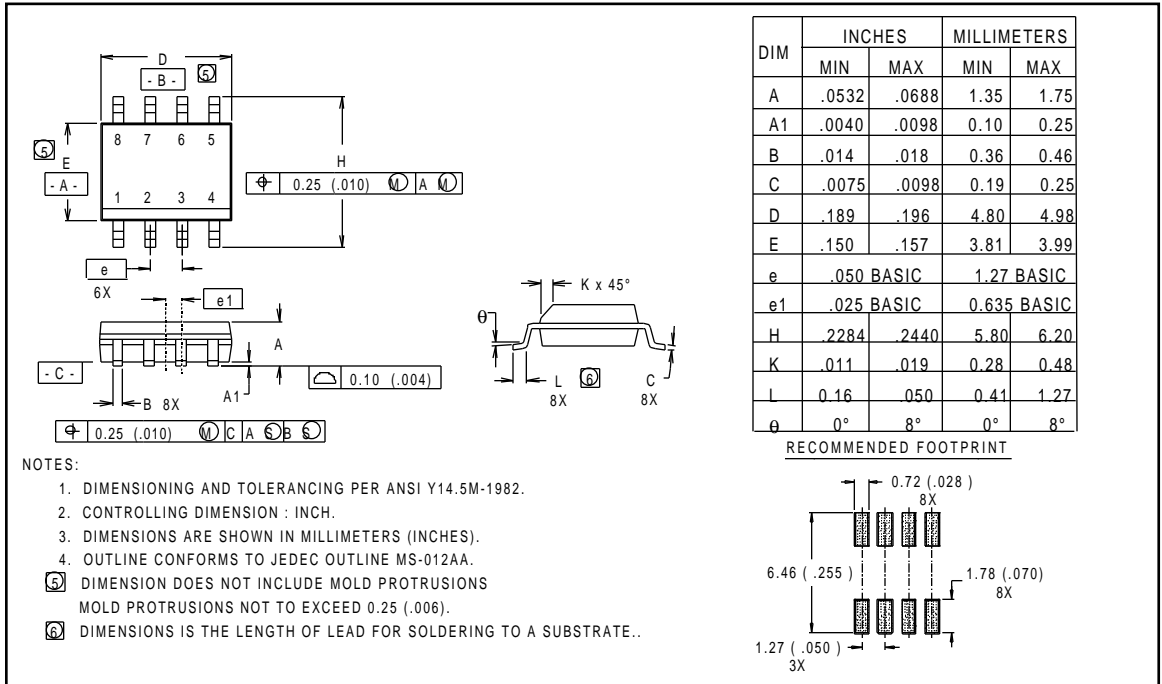 D
- B -
5
8 7 6 5
5
E
- A -
H
0.25 (.010) M A M
1 2 3 4
e
6X
e1
K x 45°
θ
A
- C -
0.10 (.004)
A1
B 8X
L 6
8X
C
8X
0.25 (.010) M C A S B S
DIM INCHES MILLIMETERS
MIN MAX MIN MAX
A .0532 .0688 1.35 1.75
A1 .0040 .0098 0.10 0.25
B .014 .018 0.36 0.46
C .0075 .0098 0.19 0.25
D .189 .196 4.80 4.98
E .150 .157 3.81 3.99
e .050 BASIC 1.27 BASIC
e1 .025 BASIC 0.635 BASIC
H .2284 .2440 5.80 6.20
K .011 .019 0.28 0.48
L 0.16 .050 0.41 1.27
θ 0° 8° 0° 8°
NOTES:
1. DIMENSIONING AND TOLERANCING PER ANSI Y14.5M-1982.
2. CONTROLLING DIMENSION : INCH.
3. DIMENSIONS ARE SHOWN IN MILLIMETERS (INCHES).
4. OUTLINE CONFORMS TO JEDEC OUTLINE MS-012AA.
5 DIMENSION DOES NOT INCLUDE MOLD PROTRUSIONS
MOLD PROTRUSIONS NOT TO EXCEED 0.25 (.006).
6 DIMENSIONS IS THE LENGTH OF LEAD FOR SOLDERING TO A SUBSTRATE..
RECOMMENDED FOOTPRINT
0.72 (.028 )
8X
6.46 ( .255 )
1.78 (.070)
8X
1.27 ( .050 )
3X